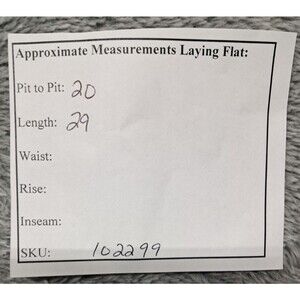 Approximate Measurements Laying Flat:
Pit to Pit: 20
Length: 29
Waist:
Rise:
Inseam:
SKU: 102299